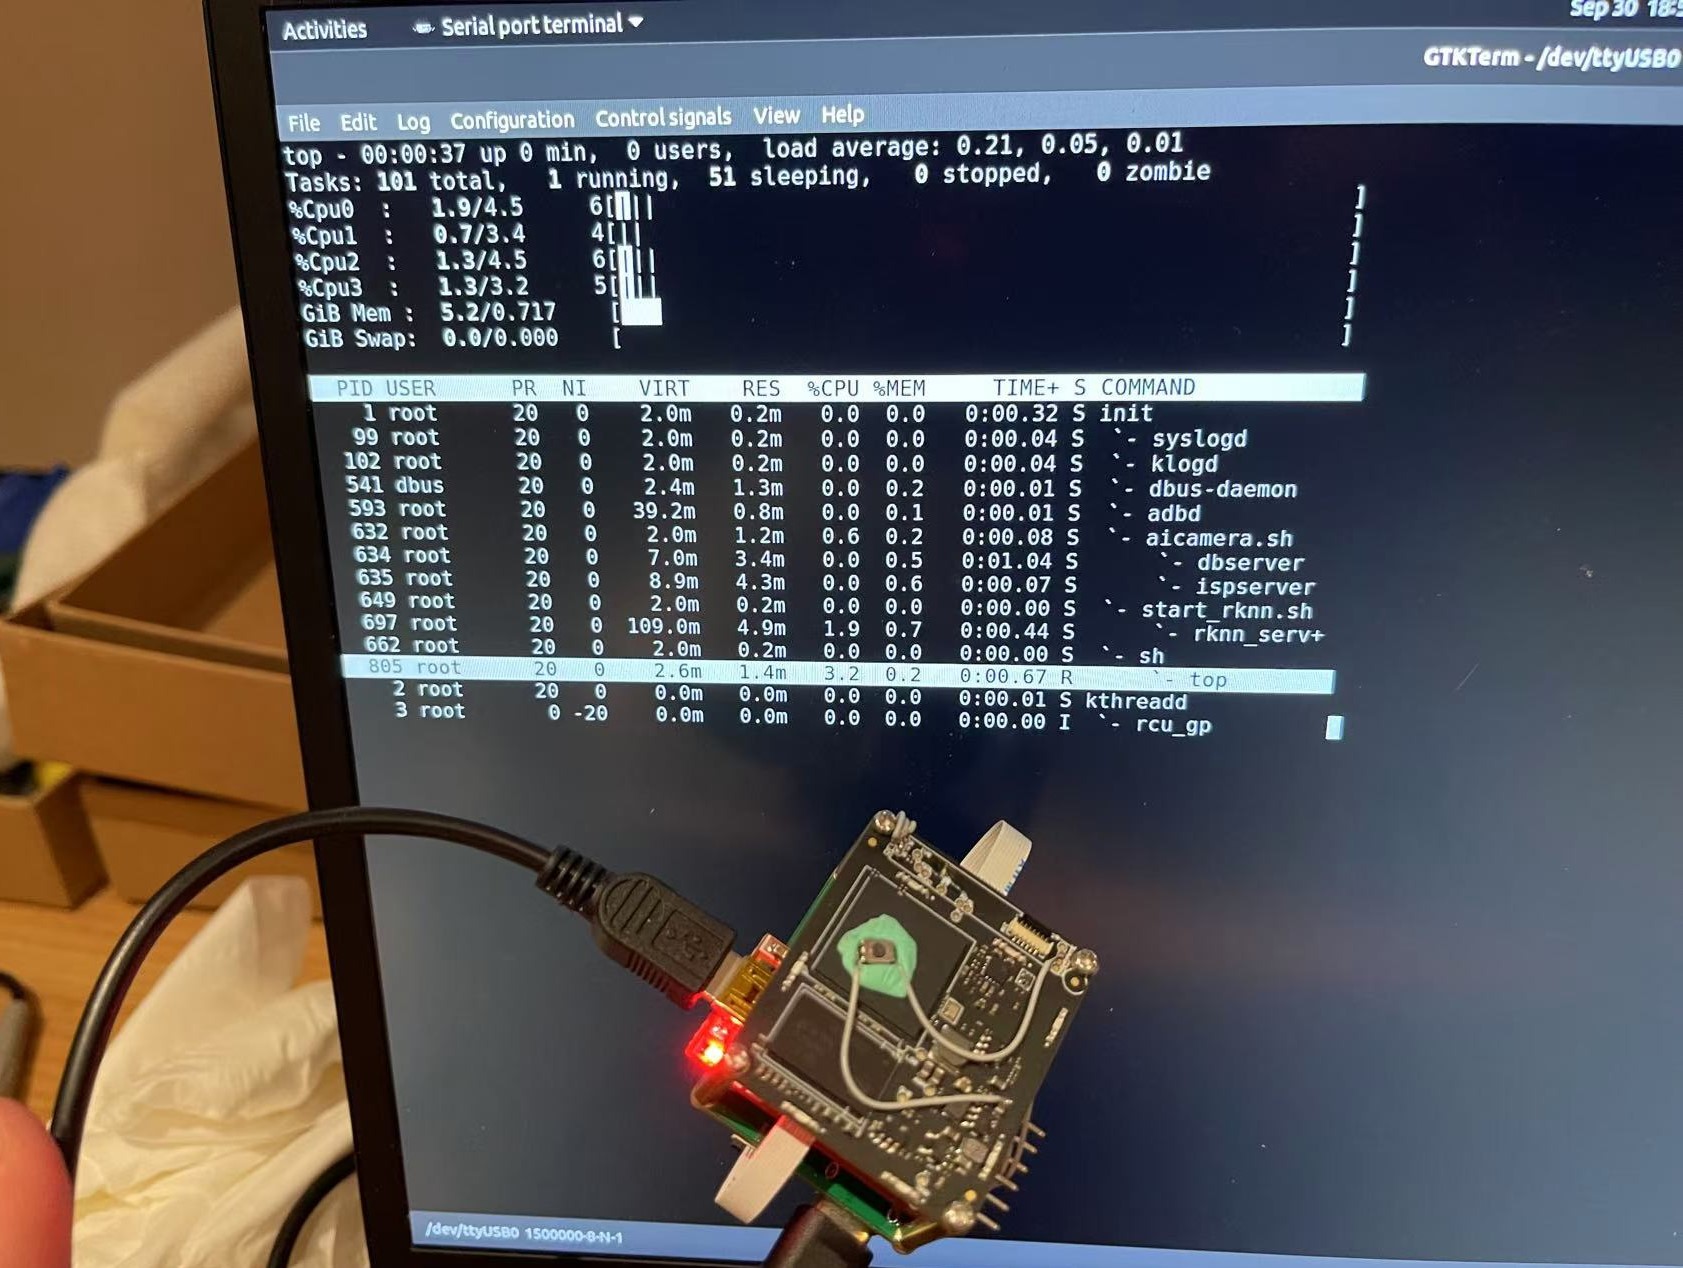 Activities Serial port terminal Sep 30
GTKTerm - /dev/ttyUSB0
File Edit Log Configuration Control signals View Help
top - 00:00:37 up 0 min, 0 users, load average: 0.21, 0.05, 0.01
Tasks: 101 total, 1 running, 51 sleeping, 0 stopped, 0 zombie
%Cpu0 : 1.9/4.5 6[||| ]
%Cpu1 : 0.7/3.4 4[|| ]
%Cpu2 : 1.3/4.5 6[||| ]
%Cpu3 : 1.3/3.2 5[||| ]
GiB Mem : 5.2/0.717 [ ]
GiB Swap: 0.0/0.000 [ ]
PID USER PR NI VIRT RES %CPU %MEM TIME+ S COMMAND
1 root 20 0 2.0m 0.2m 0.0 0.0 0:00.32 S init
99 root 20 0 2.0m 0.2m 0.0 0.0 0:00.04 S `- syslogd
102 root 20 0 2.0m 0.2m 0.0 0.0 0:00.04 S `- klogd
541 dbus 20 0 2.4m 1.3m 0.0 0.2 0:00.01 S `- dbus-daemon
593 root 20 0 39.2m 0.8m 0.0 0.1 0:00.01 S `- adbd
632 root 20 0 2.0m 1.2m 0.6 0.2 0:00.08 S `- aicamera.sh
634 root 20 0 7.0m 3.4m 0.0 0.5 0:01.04 S `- dbserver
635 root 20 0 8.9m 4.3m 0.0 0.6 0:00.07 S `- ispserver
649 root 20 0 2.0m 0.2m 0.0 0.0 0:00.00 S `- start_rknn.sh
697 root 20 0 109.0m 4.9m 1.9 0.7 0:00.44 S `- rknn_serv+
662 root 20 0 2.0m 0.2m 0.0 0.0 0:00.00 S `- sh
805 root 20 0 2.6m 1.4m 3.2 0.2 0:00.67 R `- top
2 root 20 0 0.0m 0.0m 0.0 0.0 0:00.01 S kthreadd
3 root 0 -20 0.0m 0.0m 0.0 0.0 0:00.00 I `- rcu_gp
/dev/ttyUSB0 1500000-8-N-1